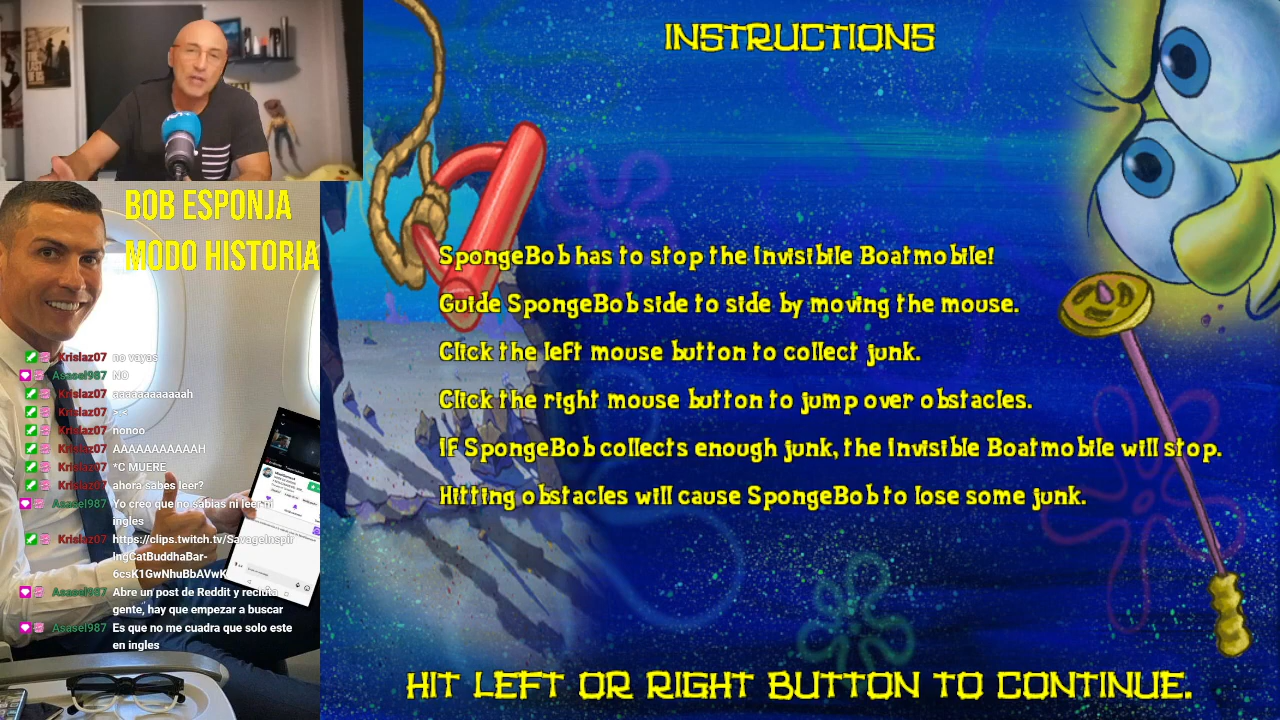 INSTRUCTIONS
BOB ESPONJA
MODO HISTORIA
SpongeBob has to stop the Invisibile Boatmobile!
Guide SpongeBob side to side by moving the mouse.
Click the left mouse button to collect junk.
Click the right mouse button to jump over obstacles.
If SpongeBob collects enough junk, the Invisible Boatmobile will stop.
Hitting obstacles will cause SpongeBob to lose some junk.
HIT LEFT OR RIGHT BUTTON TO CONTINUE.
Krislaz07 no vayas
Asasel987 NO
Krislaz07 aaaaaaaaaaaah
Krislaz07 >.<
Krislaz07 nonoo
Krislaz07 AAAAAAAAAAAH
Krislaz07 *C MUERE
Krislaz07 ahora sabes leer?
Asasel987 Yo creo que no sabias ni leer ni
ingles
Krislaz07 https://clips.twitch.tv/SavageInspir
ingCatBuddhaBar-
6csK1GwNhuBbAVwK
Asasel987 Abre un post de Reddit y recluta
gente, hay que empezar a buscar
Asasel987 Es que no me cuadra que solo este
en ingles